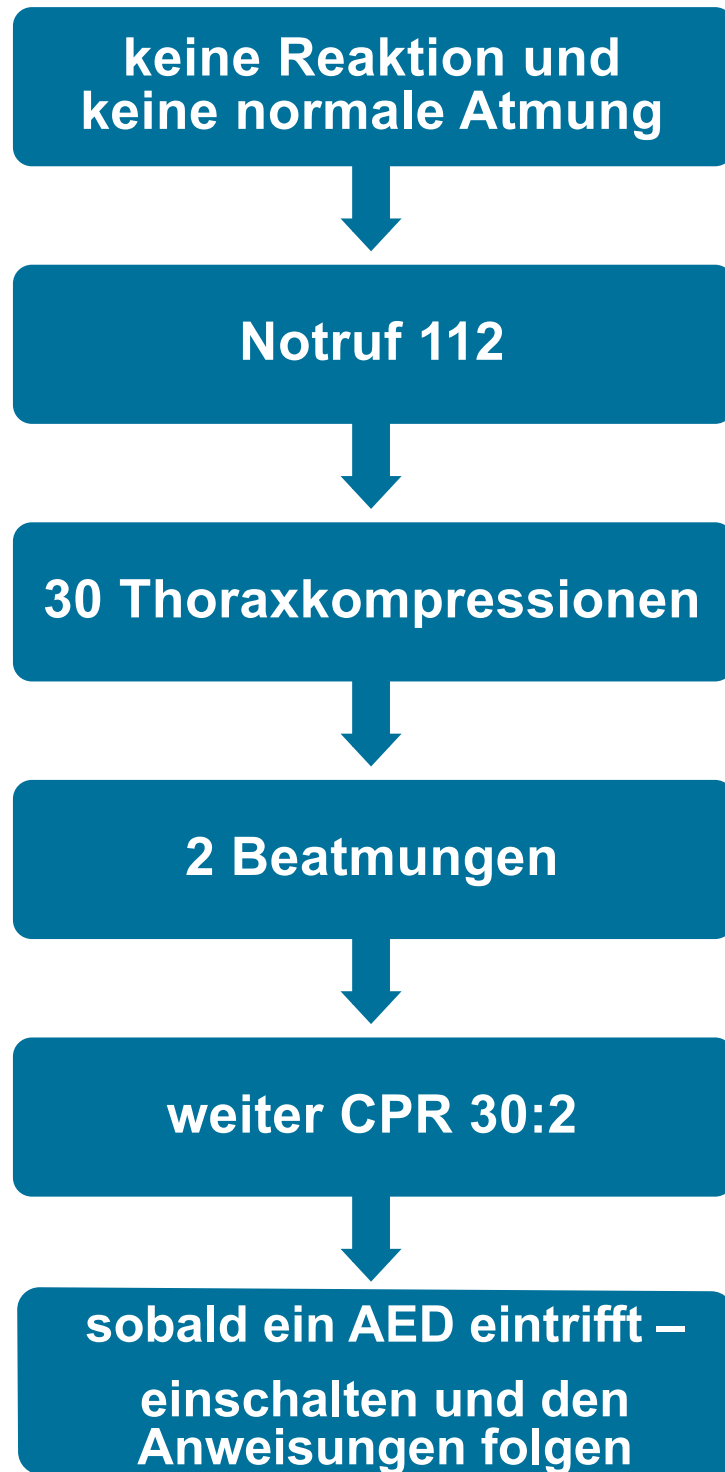 keine Reaktion und
keine normale Atmung
Notruf 112
30 Thoraxkompressionen
2 Beatmungen
weiter CPR 30:2
sobald ein AED eintrifft –
einschalten und den
Anweisungen folgen